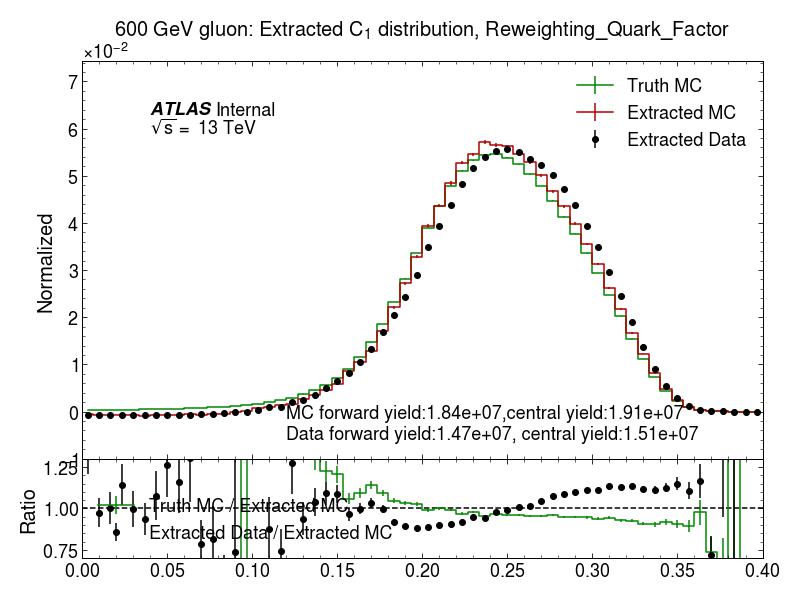 600 GeV gluon: Extracted C₁ distribution, Reweighting_Quark_Factor
×10⁻²
ATLAS Internal
√s = 13 TeV
Truth MC
Extracted MC
Extracted Data
Normalized
7
6
5
4
3
2
1
0
1
MC forward yield:1.84e+07,central yield:1.91e+07
Data forward yield:1.47e+07, central yield:1.51e+07
Ratio
1.25
1.00
0.75
Truth MC / Extracted MC
Extracted Data / Extracted MC
0.00 0.05 0.10 0.15 0.20 0.25 0.30 0.35 0.40